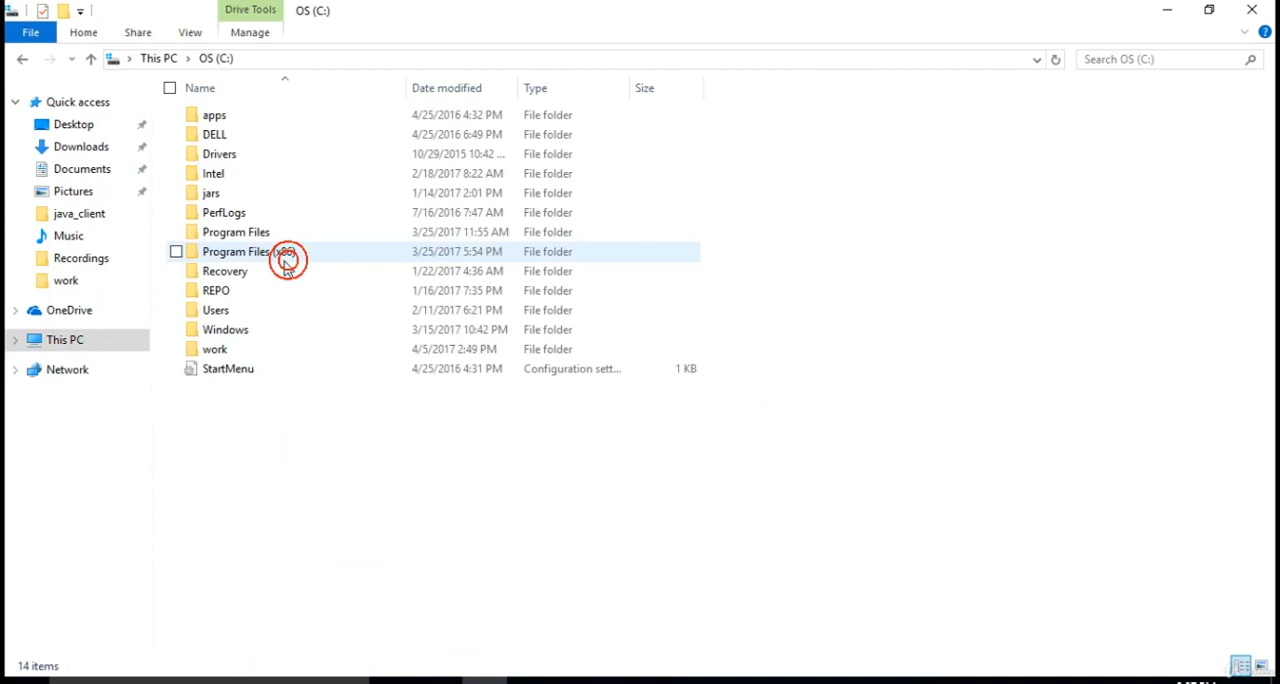 Drive Tools OS (C:)
File Home Share View Manage
This PC OS (C:) Search OS (C:)
Name Date modified Type Size
Quick access
Desktop
Downloads
Documents
Pictures
java_client
Music
Recordings
work
OneDrive
This PC
Network
apps 4/25/2016 4:32 PM File folder
DELL 4/25/2016 6:49 PM File folder
Drivers 10/29/2015 10:42 ... File folder
Intel 2/18/2017 8:22 AM File folder
jars 1/14/2017 2:01 PM File folder
PerfLogs 7/16/2016 7:47 AM File folder
Program Files 3/25/2017 11:55 AM File folder
Program Files (x86) 3/25/2017 5:54 PM File folder
Recovery 1/22/2017 4:36 AM File folder
REPO 1/16/2017 7:35 PM File folder
Users 2/11/2017 6:21 PM File folder
Windows 3/15/2017 10:42 PM File folder
work 4/5/2017 2:49 PM File folder
StartMenu 4/25/2016 4:31 PM Configuration sett... 1 KB
14 items